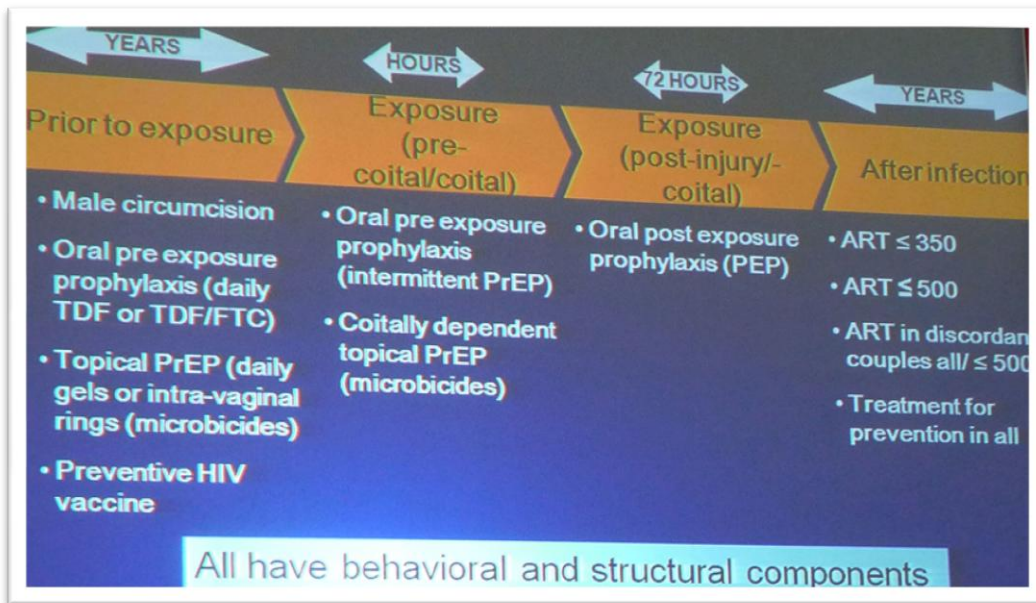 YEARS
HOURS
72 HOURS
YEARS
Prior to exposure
Exposure
(pre-
coital/coital)
Exposure
(post-injury/-
coital)
After infection
• Male circumcision
• Oral pre exposure
prophylaxis (daily
TDF or TDF/FTC)
• Topical PrEP (daily
gels or intra-vaginal
rings (microbicides)
• Preventive HIV
vaccine
• Oral pre exposure
prophylaxis
(intermittent PrEP)
• Coitally dependent
topical PrEP
(microbicides)
• Oral post exposure
prophylaxis (PEP)
• ART ≤ 350
• ART ≤ 500
• ART in discordan
couples all/ ≤ 500
• Treatment for
prevention in all
All have behavioral and structural components